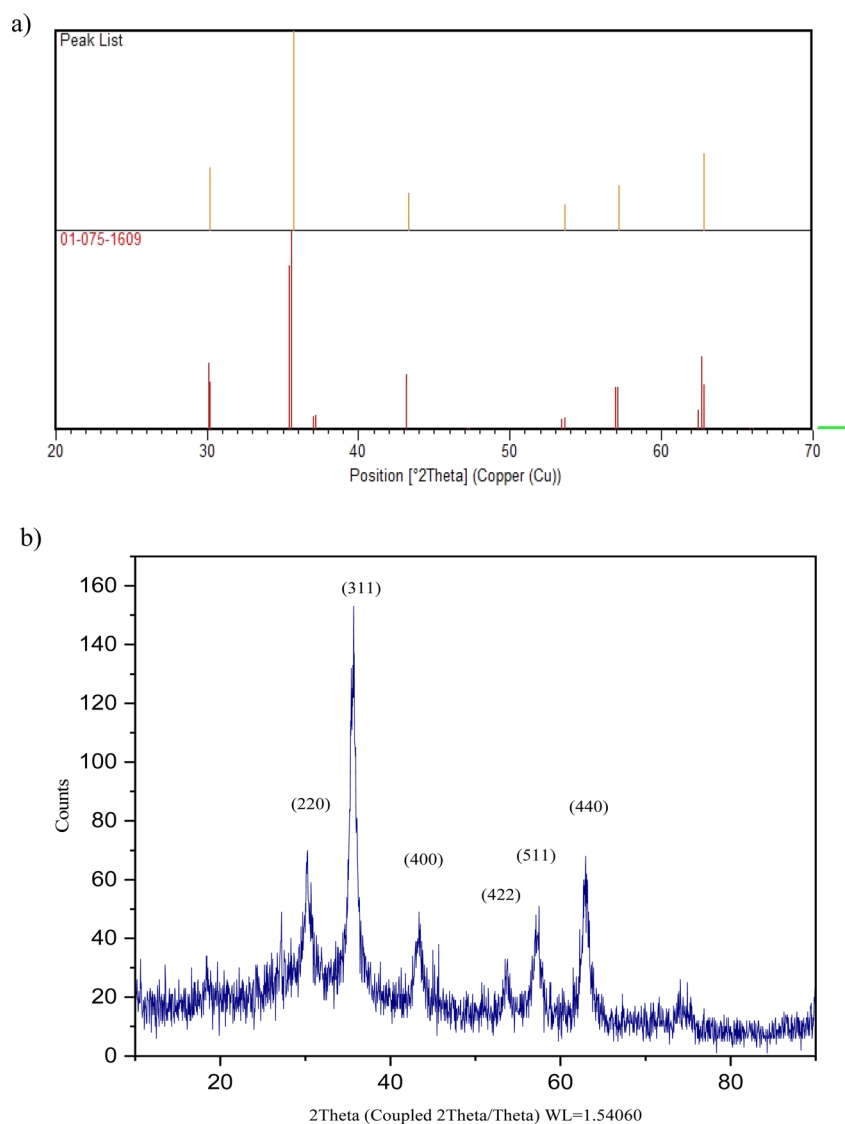 a)
Peak List
01-075-1609
20 30 40 50 60 70
Position [°2Theta] (Copper (Cu))
b)
160
(311)
140
120
100
Counts
80
(220)
(440)
(400)
(511)
60
(422)
40
20
0
20 40 60 80
2Theta (Coupled 2Theta/Theta) WL=1.54060